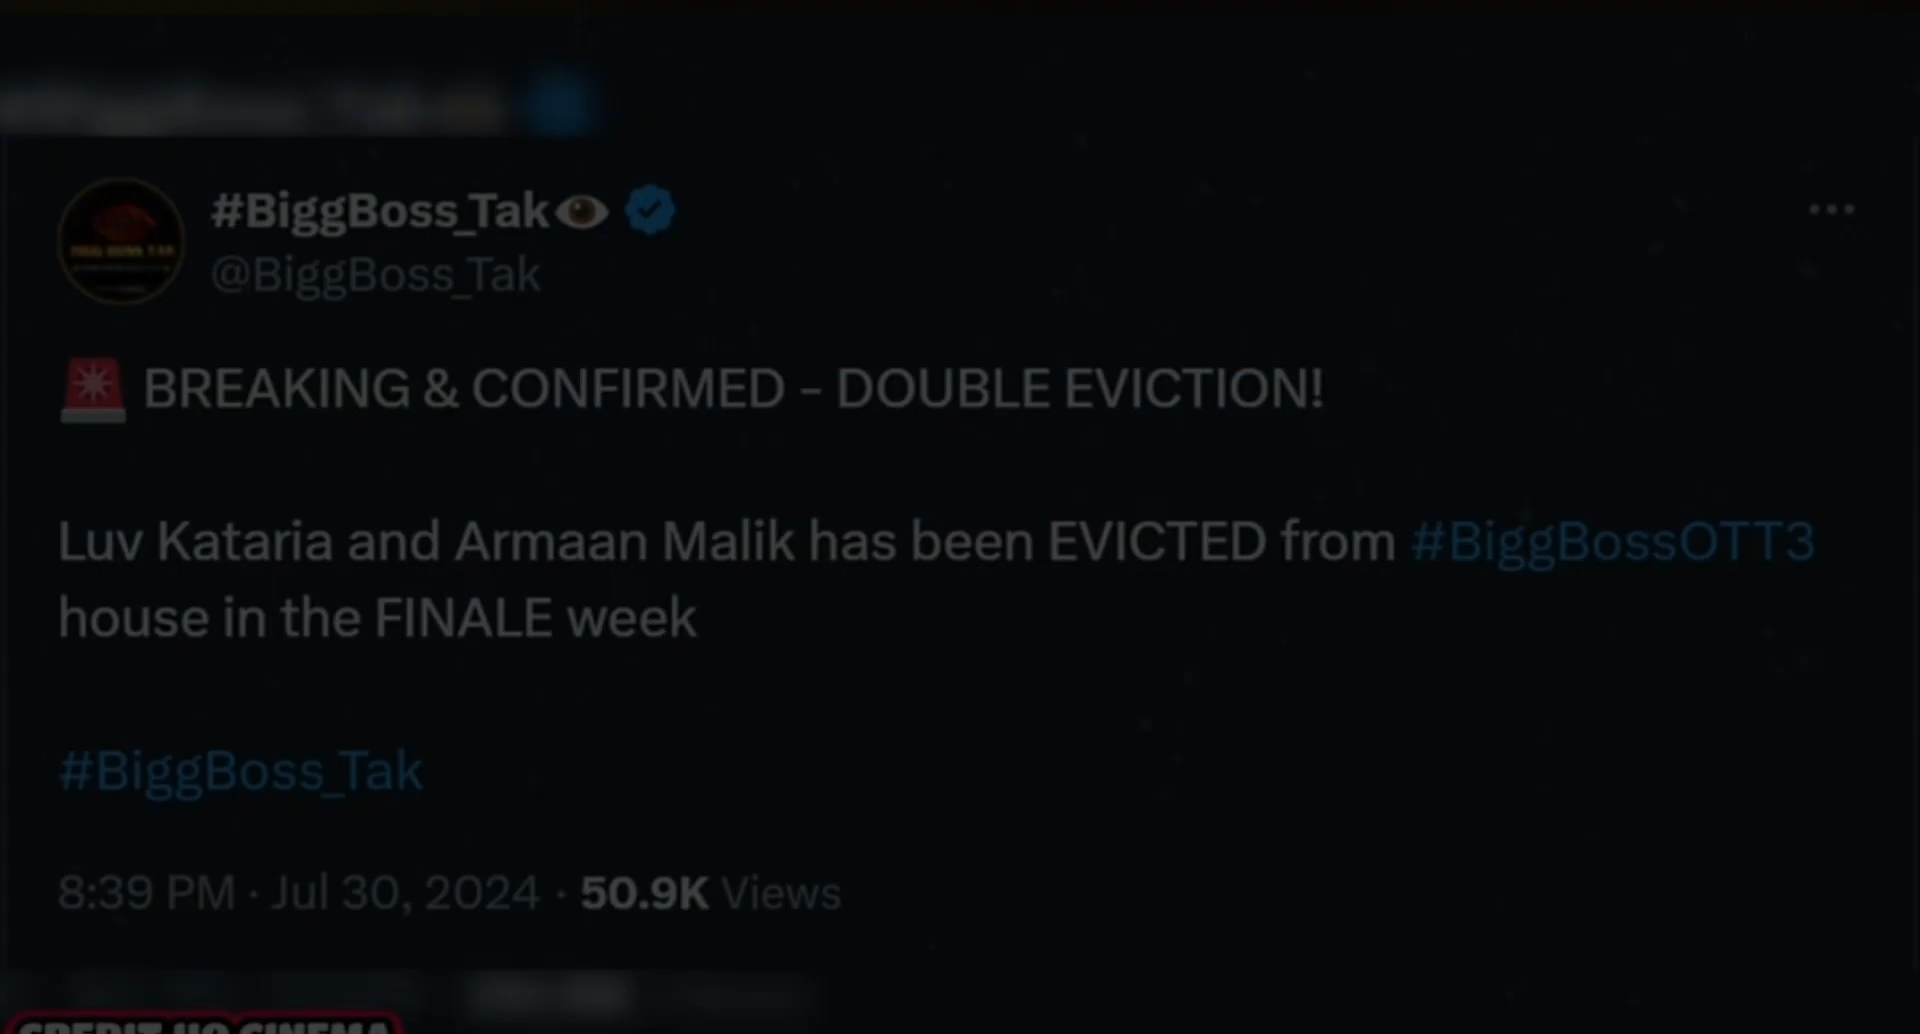 #BiggBoss_Tak👁
@BiggBoss_Tak
🚨 BREAKING & CONFIRMED - DOUBLE EVICTION!
Luv Kataria and Armaan Malik has been EVICTED from #BiggBossOTT3
house in the FINALE week
#BiggBoss_Tak
8:39 PM · Jul 30, 2024 · 50.9K Views